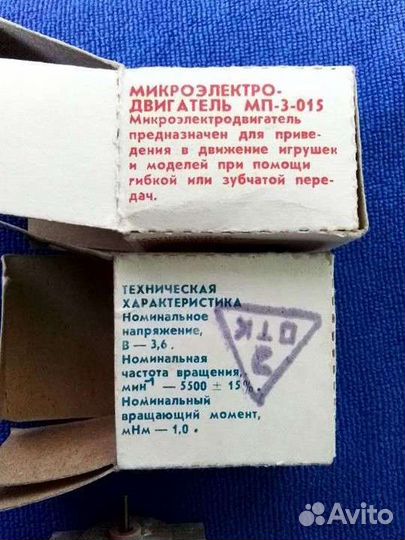 МИКРОЭЛЕКТРО-
ДВИГАТЕЛЬ МП-3-015
Микроэлектродвигатель
предназначен для приве-
дения в движение игрушек
и моделей при помощи
гибкой или зубчатой пере-
дач.
ТЕХНИЧЕСКАЯ
ХАРАКТЕРИСТИКА
Номинальное
напряжение,
В — 3,6 .
Номинальная
частота вращения,
мин⁻¹ — 5500 ± 15% .
Номинальный
вращающий момент,
мНм — 1,0 .
ОТК
Avito